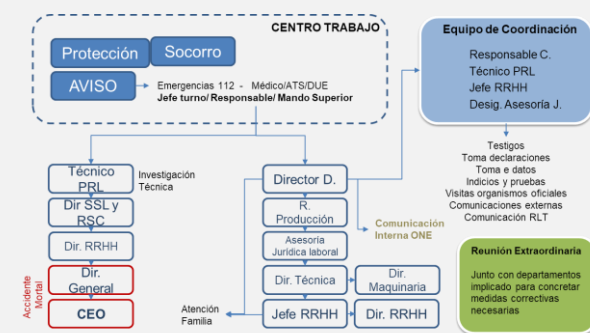 CENTRO TRABAJO
Protección
Socorro
AVISO
Emergencias 112 - Médico/ATS/DUE
Jefe turno/ Responsable/ Mando Superior
Equipo de Coordinación
Responsable C.
Técnico PRL
Jefe RRHH
Desig. Asesoría J.
Testigos
Toma declaraciones
Toma e datos
Indicios y pruebas
Visitas organismos oficiales
Comunicaciones externas
Comunicación RLT
Técnico
PRL
Investigación
Técnica
Dir SSL y
RSC
Dir. RRHH
Dir.
General
CEO
Accidente
Mortal
Director D.
R.
Producción
Asesoría
Jurídica laboral
Dir. Técnica
Dir.
Maquinaria
Jefe RRHH
Dir. RRHH
Atención
Familia
Comunicación
Interna ONE
Reunión Extraordinaria
Junto con departamentos
implicado para concretar
medidas correctivas
necesarias